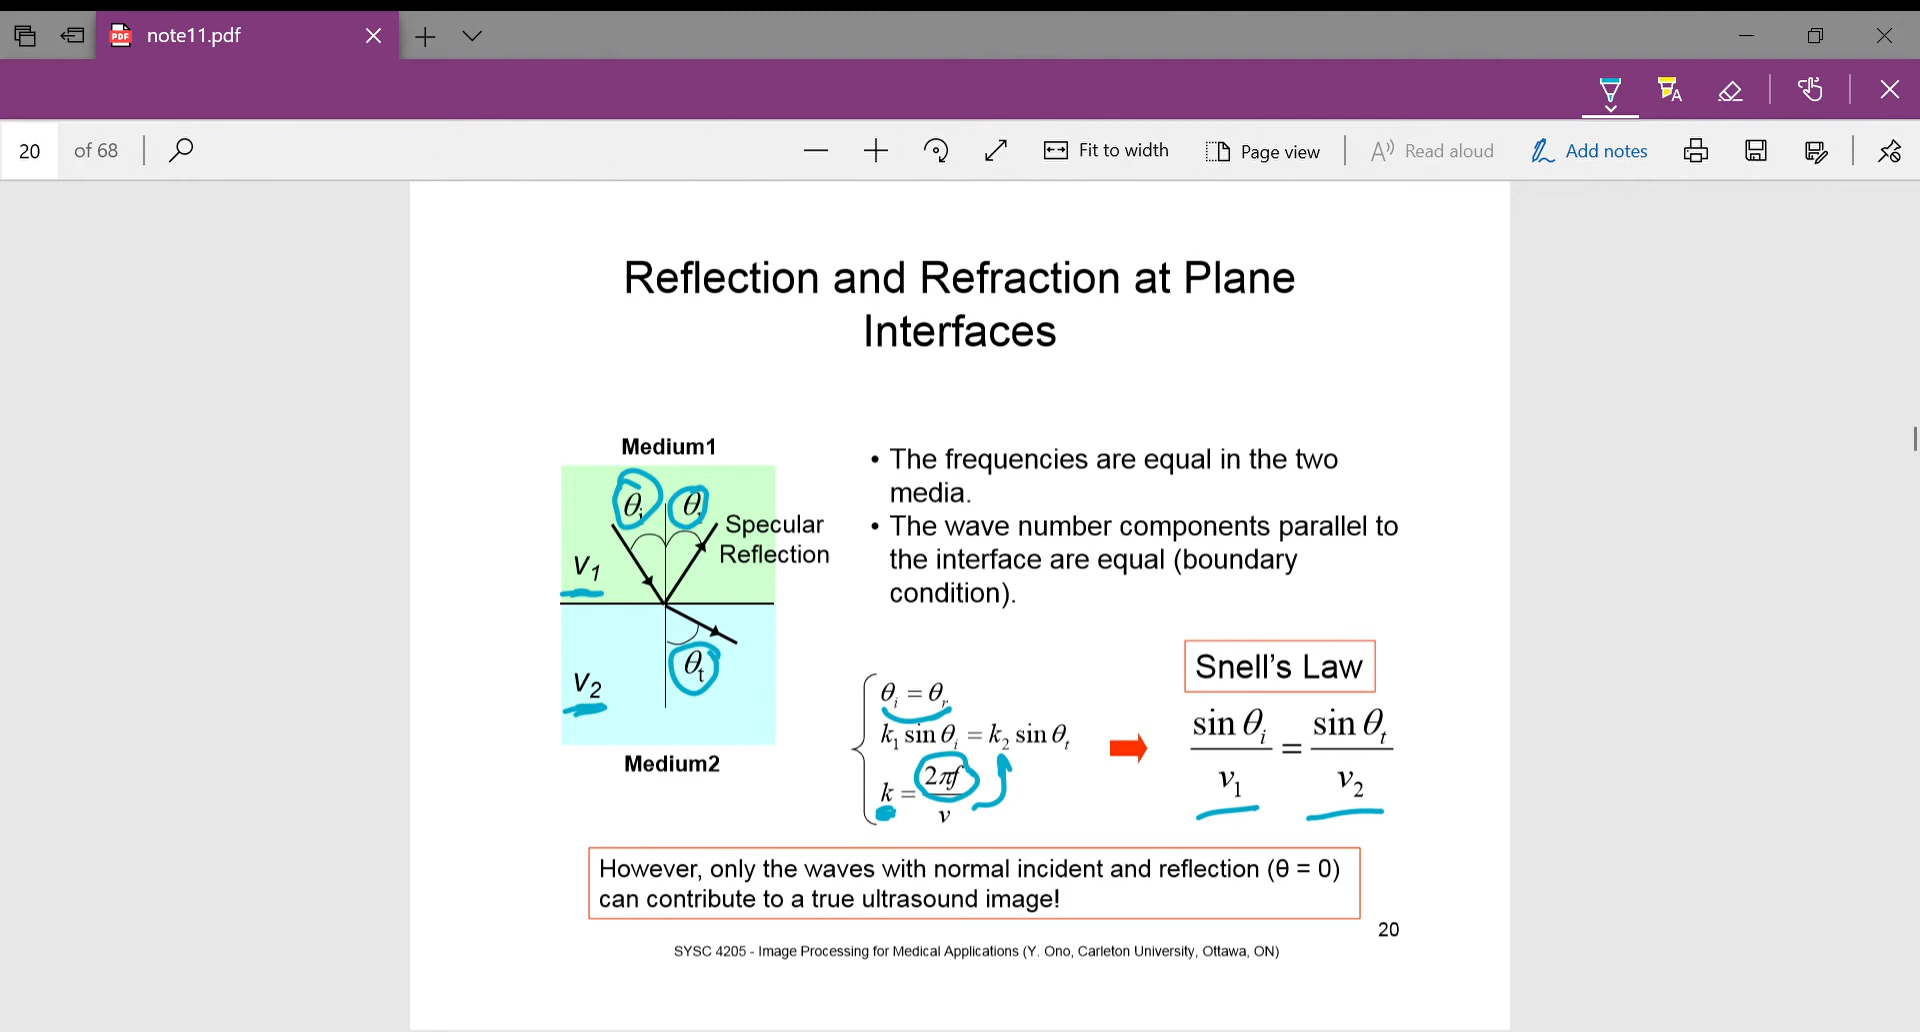 note11.pdf
20 of 68
Fit to width
Page view
Read aloud
Add notes
Reflection and Refraction at Plane
Interfaces
Medium1
θi θr
Specular
Reflection
V1
θt
V2
Medium2
• The frequencies are equal in the two
media.
• The wave number components parallel to
the interface are equal (boundary
condition).
θi = θr
k1 sin θi = k2 sin θt
k = 2πf / v
Snell's Law
sin θi / v1 = sin θt / v2
However, only the waves with normal incident and reflection (θ = 0)
can contribute to a true ultrasound image!
20
SYSC 4205 - Image Processing for Medical Applications (Y. Ono, Carleton University, Ottawa, ON)